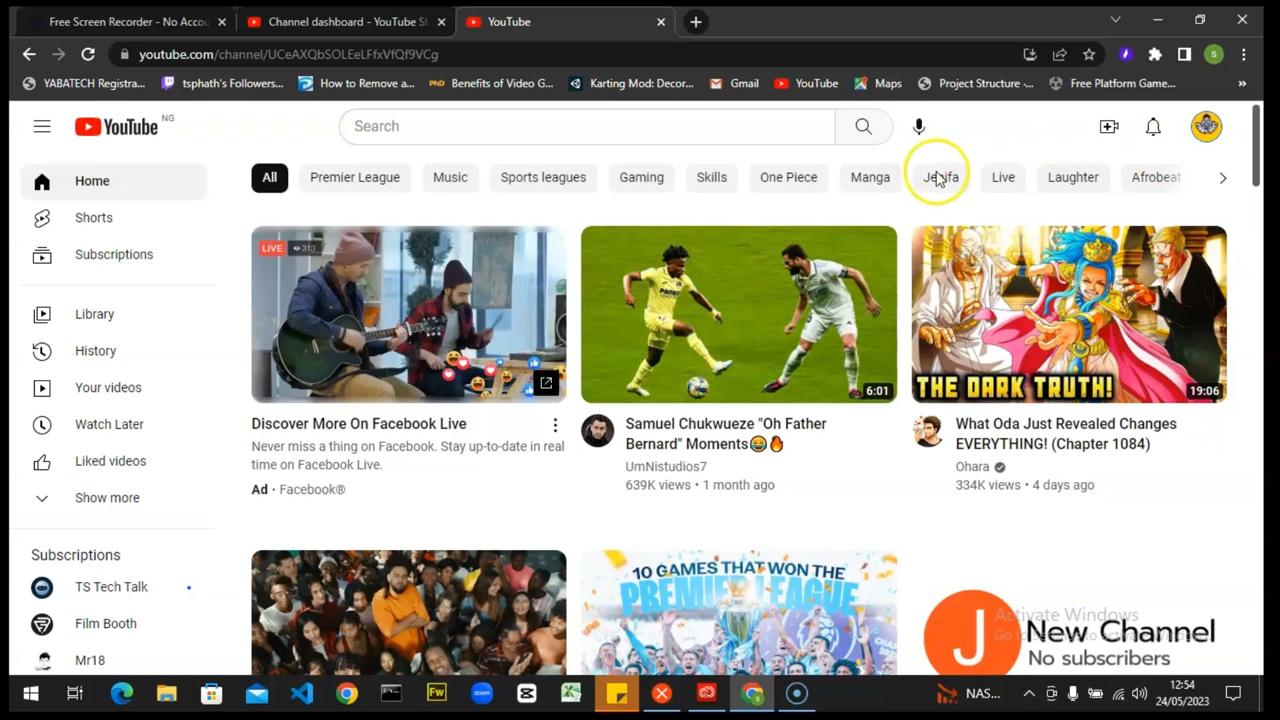 Free Screen Recorder - No Accou
Channel dashboard - YouTube St
YouTube
youtube.com/channel/UCeAXQbSOLEeLFfxVfQf9VCg
S
YABATECH Registra...
tsphath's Followers...
How to Remove a...
PhD
Benefits of Video G...
Karting Mod: Decor...
Gmail
YouTube
Maps
Project Structure -...
Free Platform Game...
YouTube NG
Search
Home
All
Premier League
Music
Sports leagues
Gaming
Skills
One Piece
Manga
Jenifa
Live
Laughter
Afrobeat
Shorts
Subscriptions
Library
History
Your videos
Watch Later
Liked videos
Show more
Subscriptions
TS Tech Talk
Film Booth
Mr18
LIVE 313
Discover More On Facebook Live
Never miss a thing on Facebook. Stay up-to-date in real
time on Facebook Live.
Ad · Facebook®
6:01
Samuel Chukwueze "Oh Father
Bernard" Moments😂🔥
UmNistudios7
639K views • 1 month ago
THE DARK TRUTH!
19:06
What Oda Just Revealed Changes
EVERYTHING! (Chapter 1084)
Ohara
334K views • 4 days ago
10 GAMES THAT WON THE
PREMIER LEAGUE
J
New Channel
No subscribers
Activate Windows
Fw
zoom
NAS...
12:54
24/05/2023